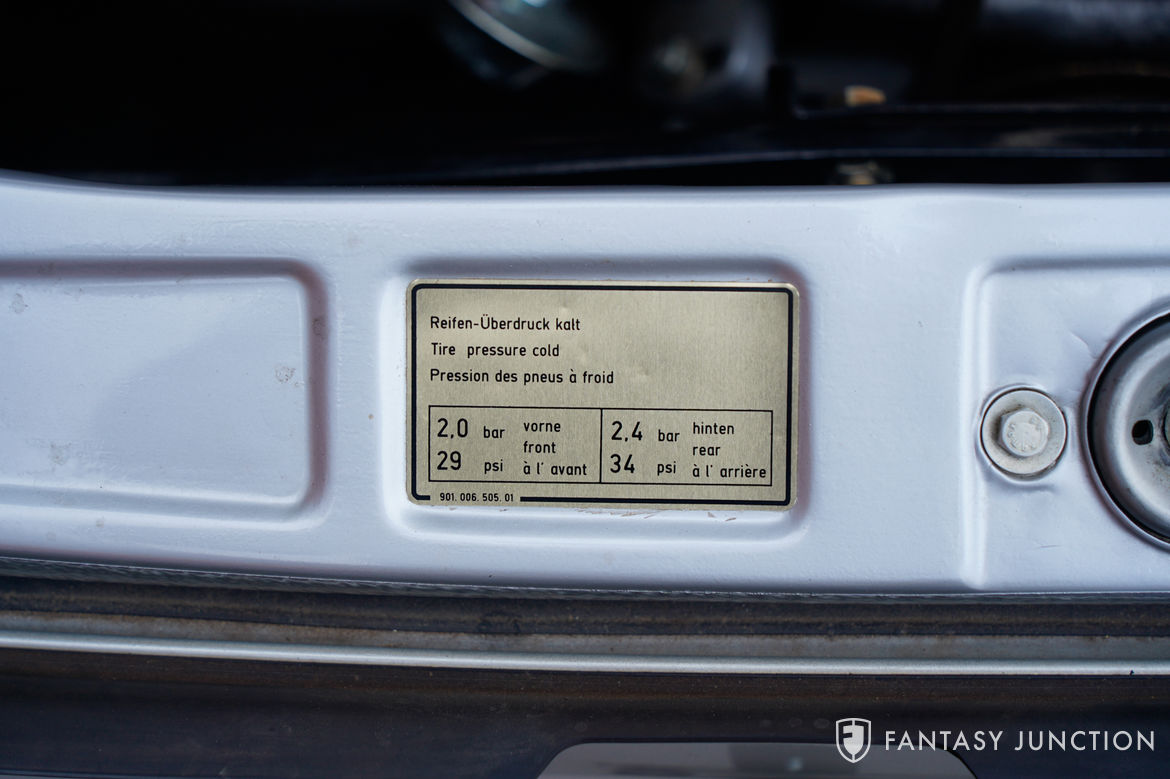 Reifen-Überdruck kalt
Tire pressure cold
Pression des pneus à froid
2,0 bar vorne
front
29 psi à l' avant
2,4 bar hinten
rear
34 psi à l' arrière
901. 006. 505. 01
FANTASY JUNCTION